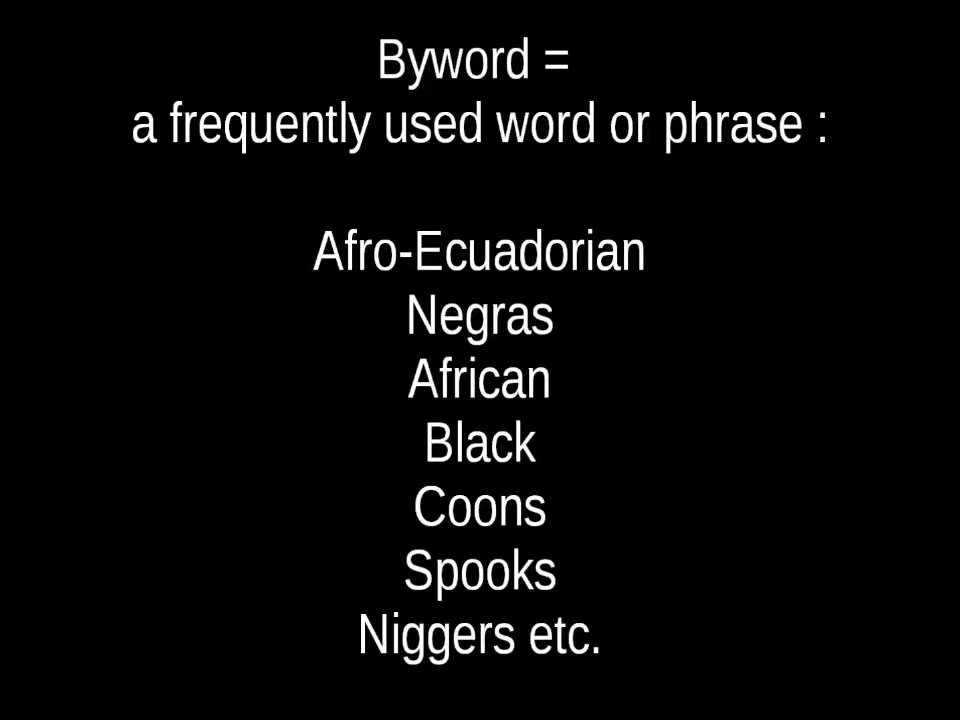 Byword =
a frequently used word or phrase :
Afro-Ecuadorian
Negras
African
Black
Coons
Spooks
Niggers etc.